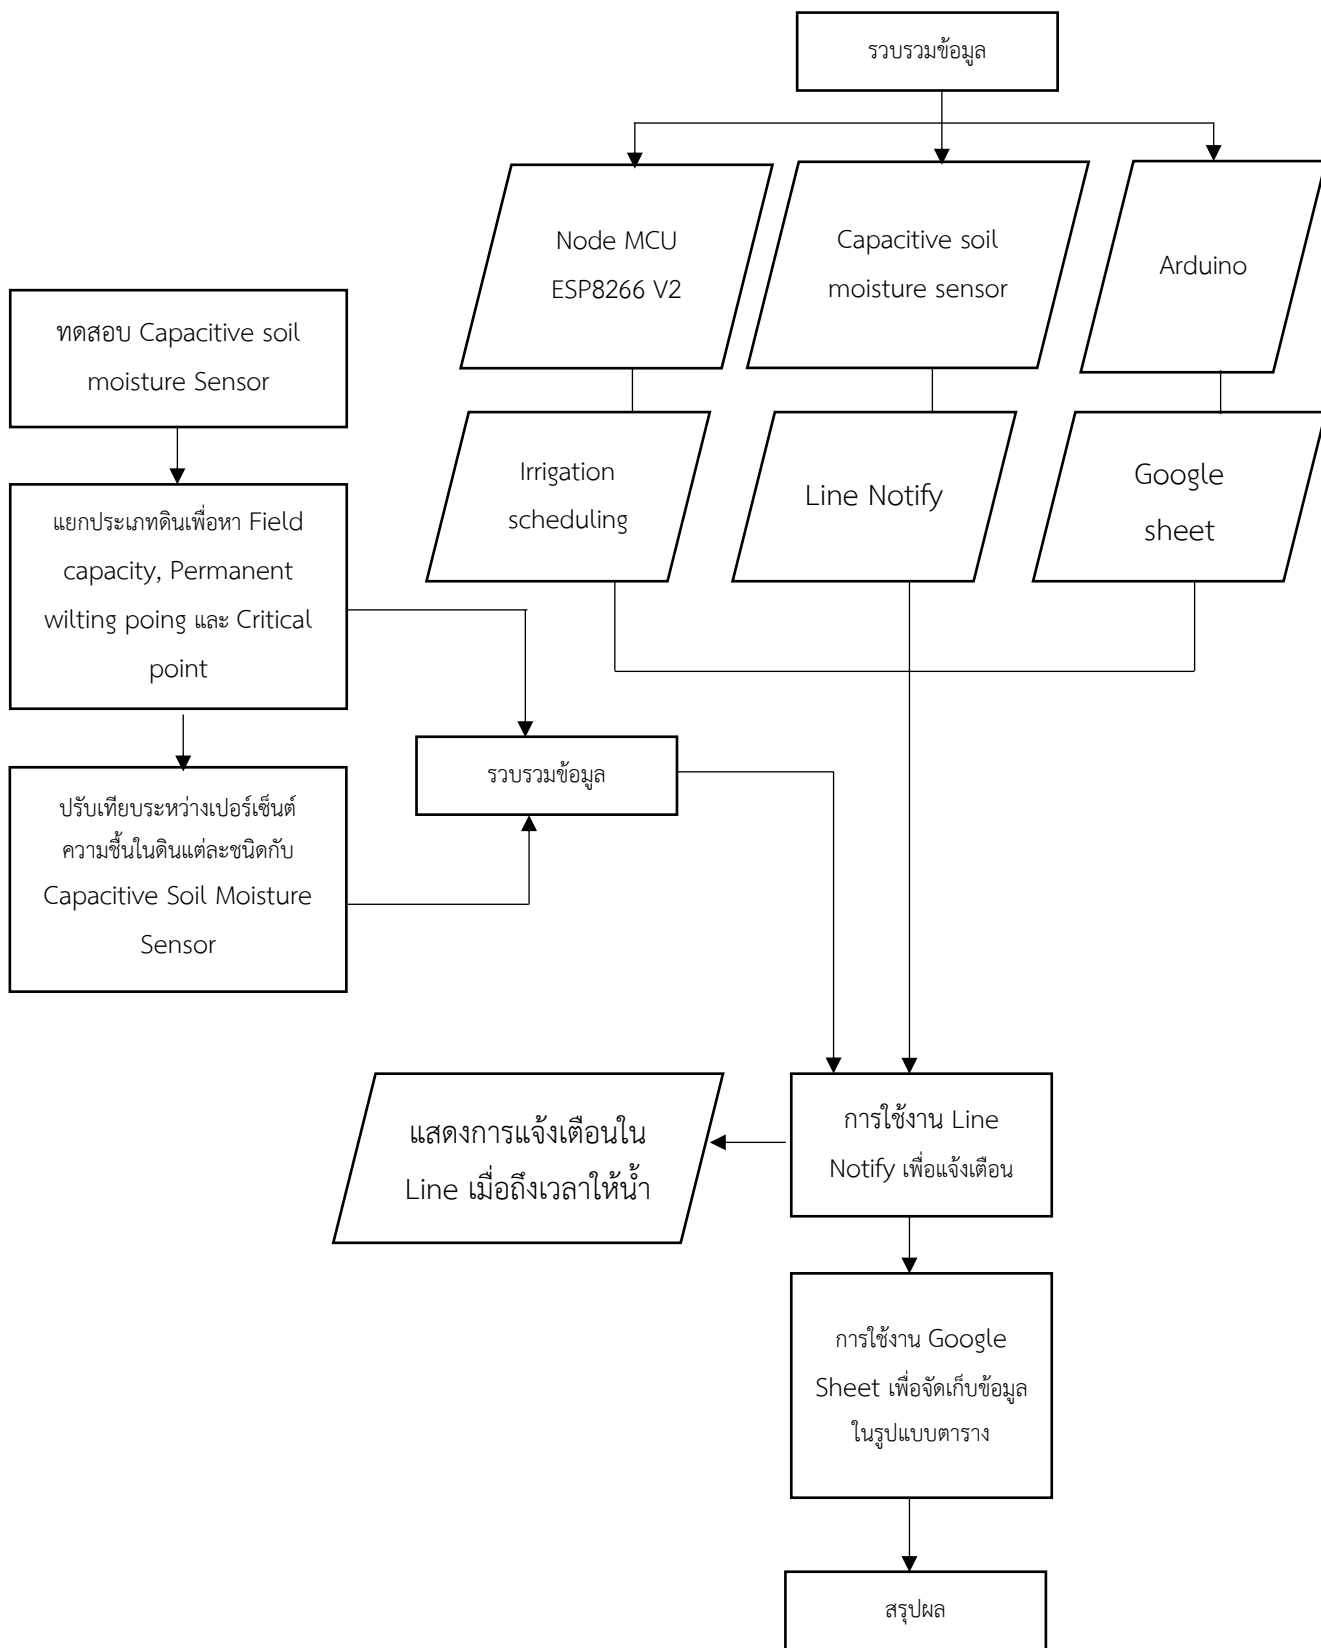 รวบรวมข้อมูล
Node MCU
ESP8266 V2
Capacitive soil
moisture sensor
Arduino
ทดสอบ Capacitive soil
moisture Sensor
Irrigation
scheduling
Line Notify
Google
sheet
แยกประเภทดินเพื่อหา Field
capacity, Permanent
wilting poing และ Critical
point
รวบรวมข้อมูล
ปรับเทียบระหว่างเปอร์เซ็นต์
ความชื้นในดินแต่ละชนิดกับ
Capacitive Soil Moisture
Sensor
แสดงการแจ้งเตือนใน
Line เมื่อถึงเวลาให้น้ำ
การใช้งาน Line
Notify เพื่อแจ้งเตือน
การใช้งาน Google
Sheet เพื่อจัดเก็บข้อมูล
ในรูปแบบตาราง
สรุปผล